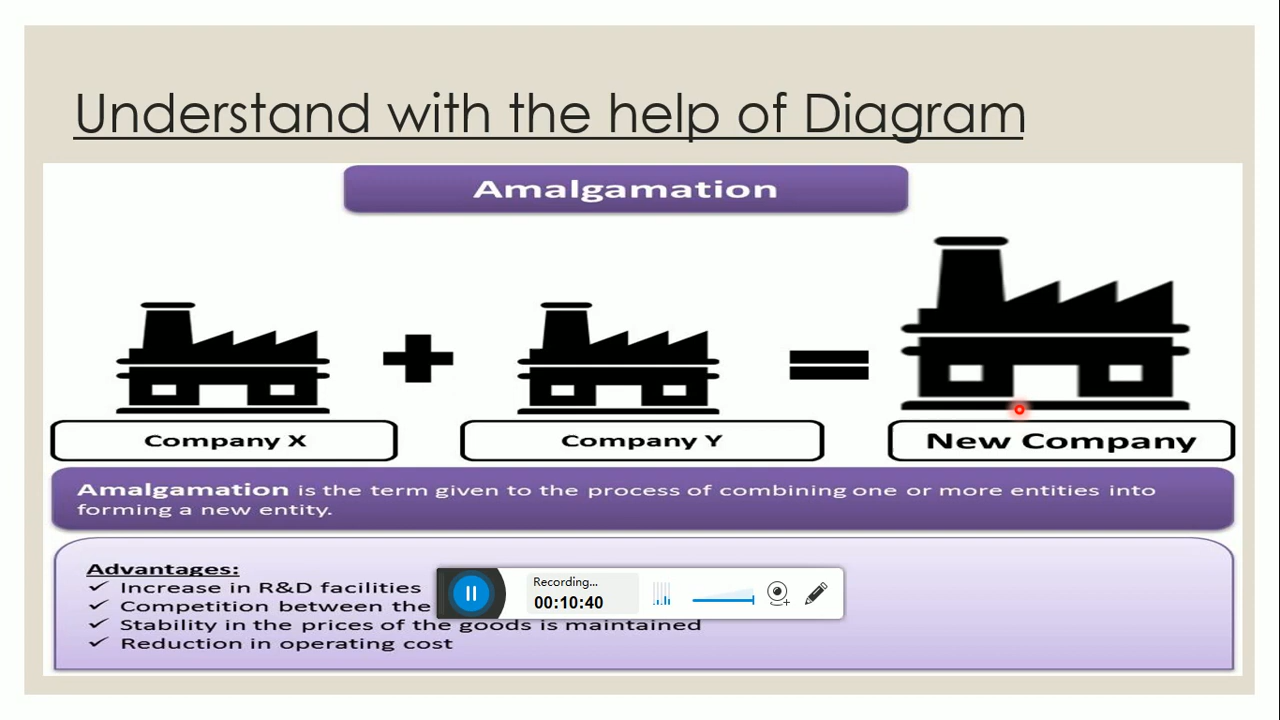 Understand with the help of Diagram
Amalgamation
Company X
Company Y
New Company
Amalgamation is the term given to the process of combining one or more entities into
forming a new entity.
Advantages:
✓ Increase in R&D facilities
✓ Competition between the
✓ Stability in the prices of the goods is maintained
✓ Reduction in operating cost
Recording...
00:10:40